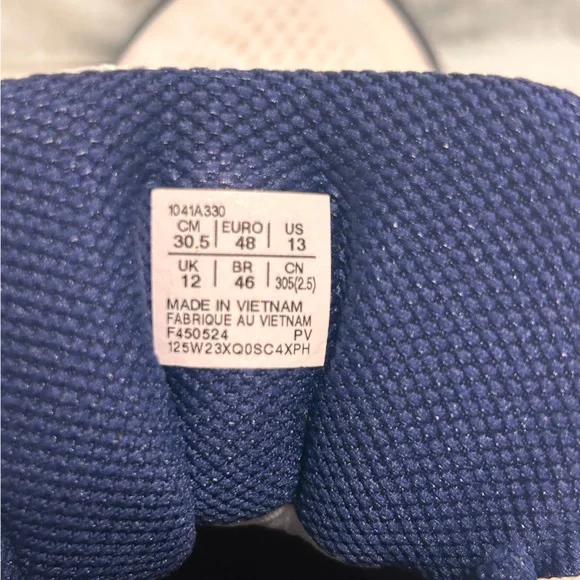 1041A330
CM | EURO | US
30.5 | 48 | 13
UK | BR | CN
12 | 46 | 305(2.5)
MADE IN VIETNAM
FABRIQUE AU VIETNAM
F450524 PV
125W23XQ0SC4XPH